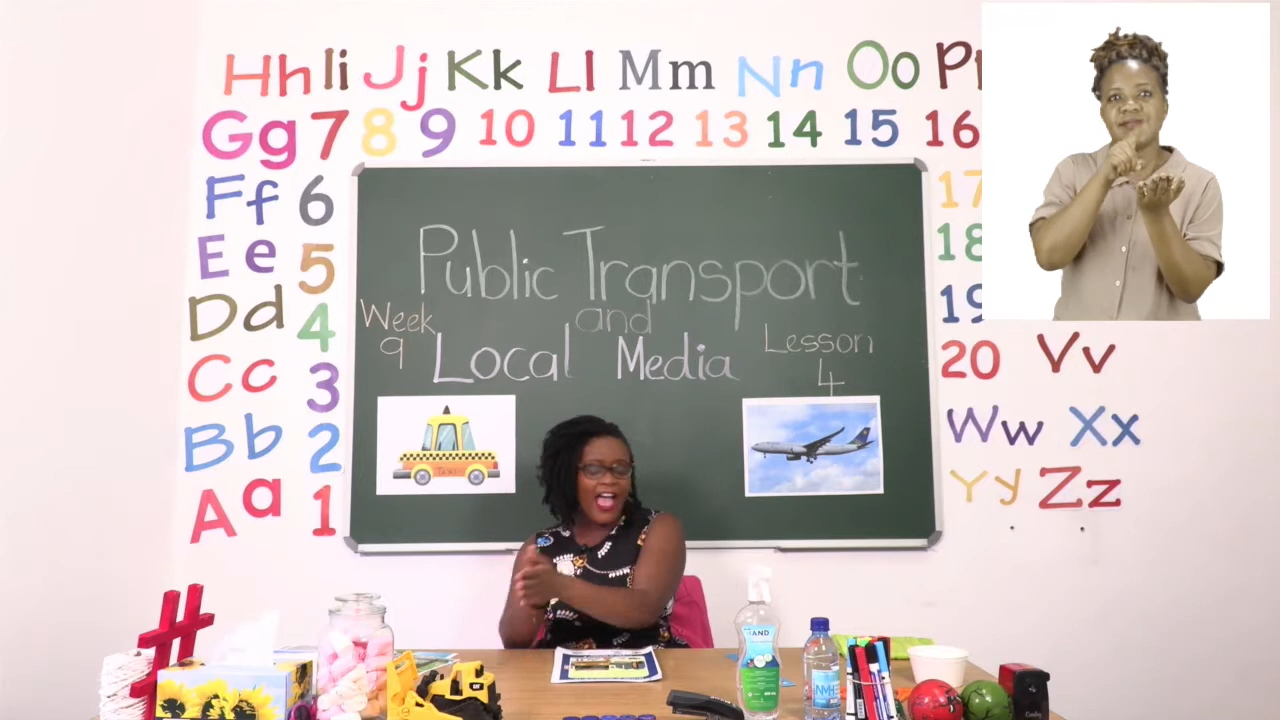 Hh Ii Jj Kk Ll Mm Nn Oo
Gg 7 8 9 10 11 12 13 14 15 16
Ff 6 17
Ee 5 18
Dd 4
Cc 3 20 Vv
Bb 2 Ww Xx
Aa 1 Yy Zz
Public Transport
and
Week
9
Local Media
Lesson
4
TAXI
HAND
CAT